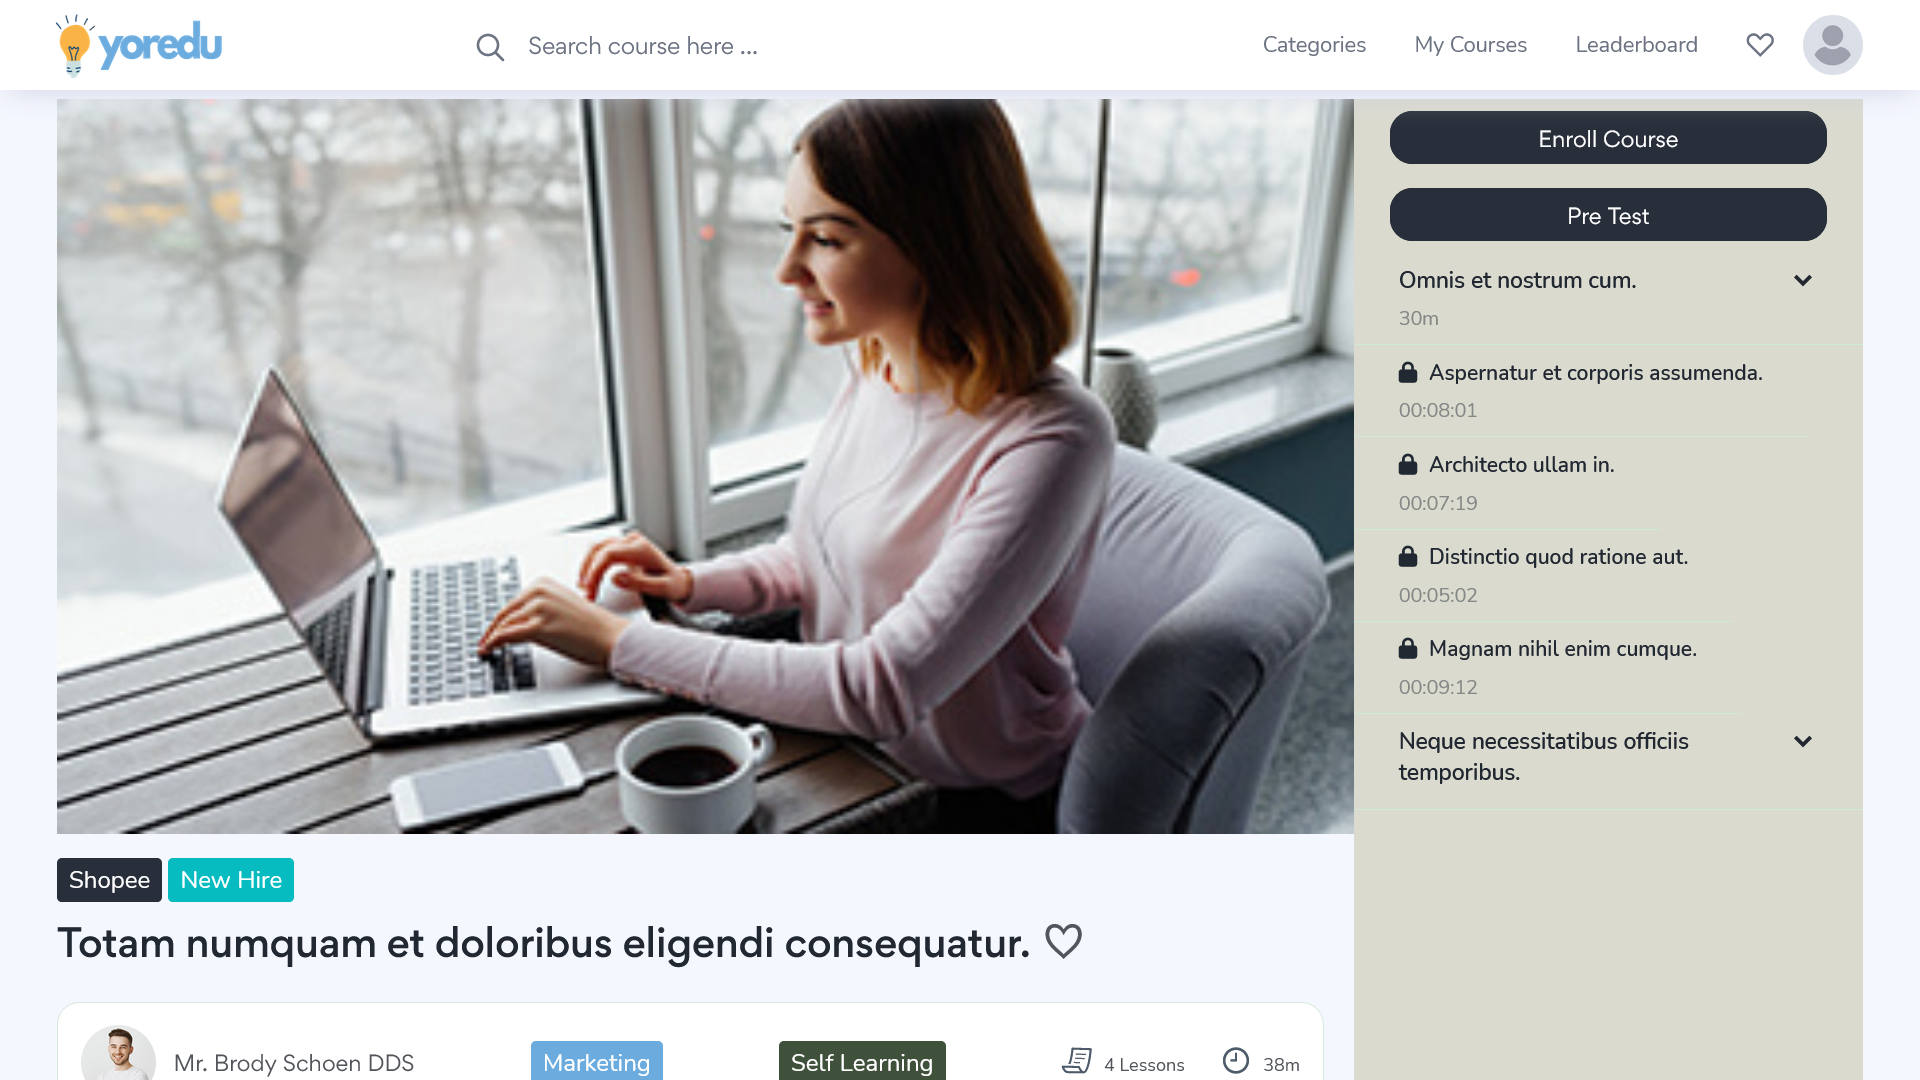 yoredu
Search course here ...
Categories
My Courses
Leaderboard
Enroll Course
Pre Test
Omnis et nostrum cum.
30m
Aspernatur et corporis assumenda.
00:08:01
Architecto ullam in.
00:07:19
Distinctio quod ratione aut.
00:05:02
Magnam nihil enim cumque.
00:09:12
Neque necessitatibus officiis
temporibus.
Shopee
New Hire
Totam numquam et doloribus eligendi consequatur.
Mr. Brody Schoen DDS
Marketing
Self Learning
4 Lessons
38m